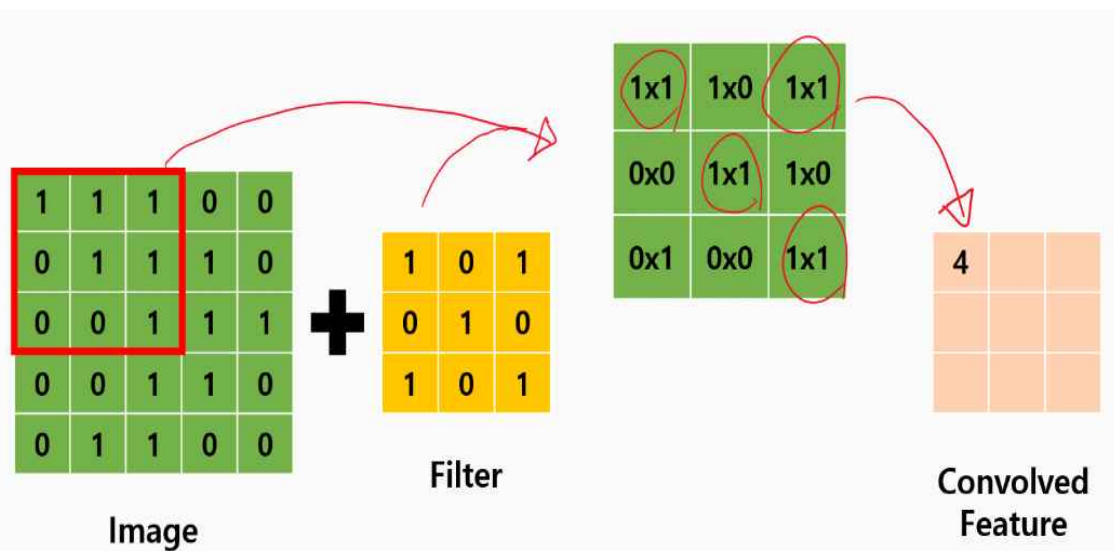 1 1 1 0 0
0 1 1 1 0
0 0 1 1 1
0 0 1 1 0
0 1 1 0 0
Image
1 0 1
0 1 0
1 0 1
Filter
1x1 1x0 1x1
0x0 1x1 1x0
0x1 0x0 1x1
4
Convolved
Feature